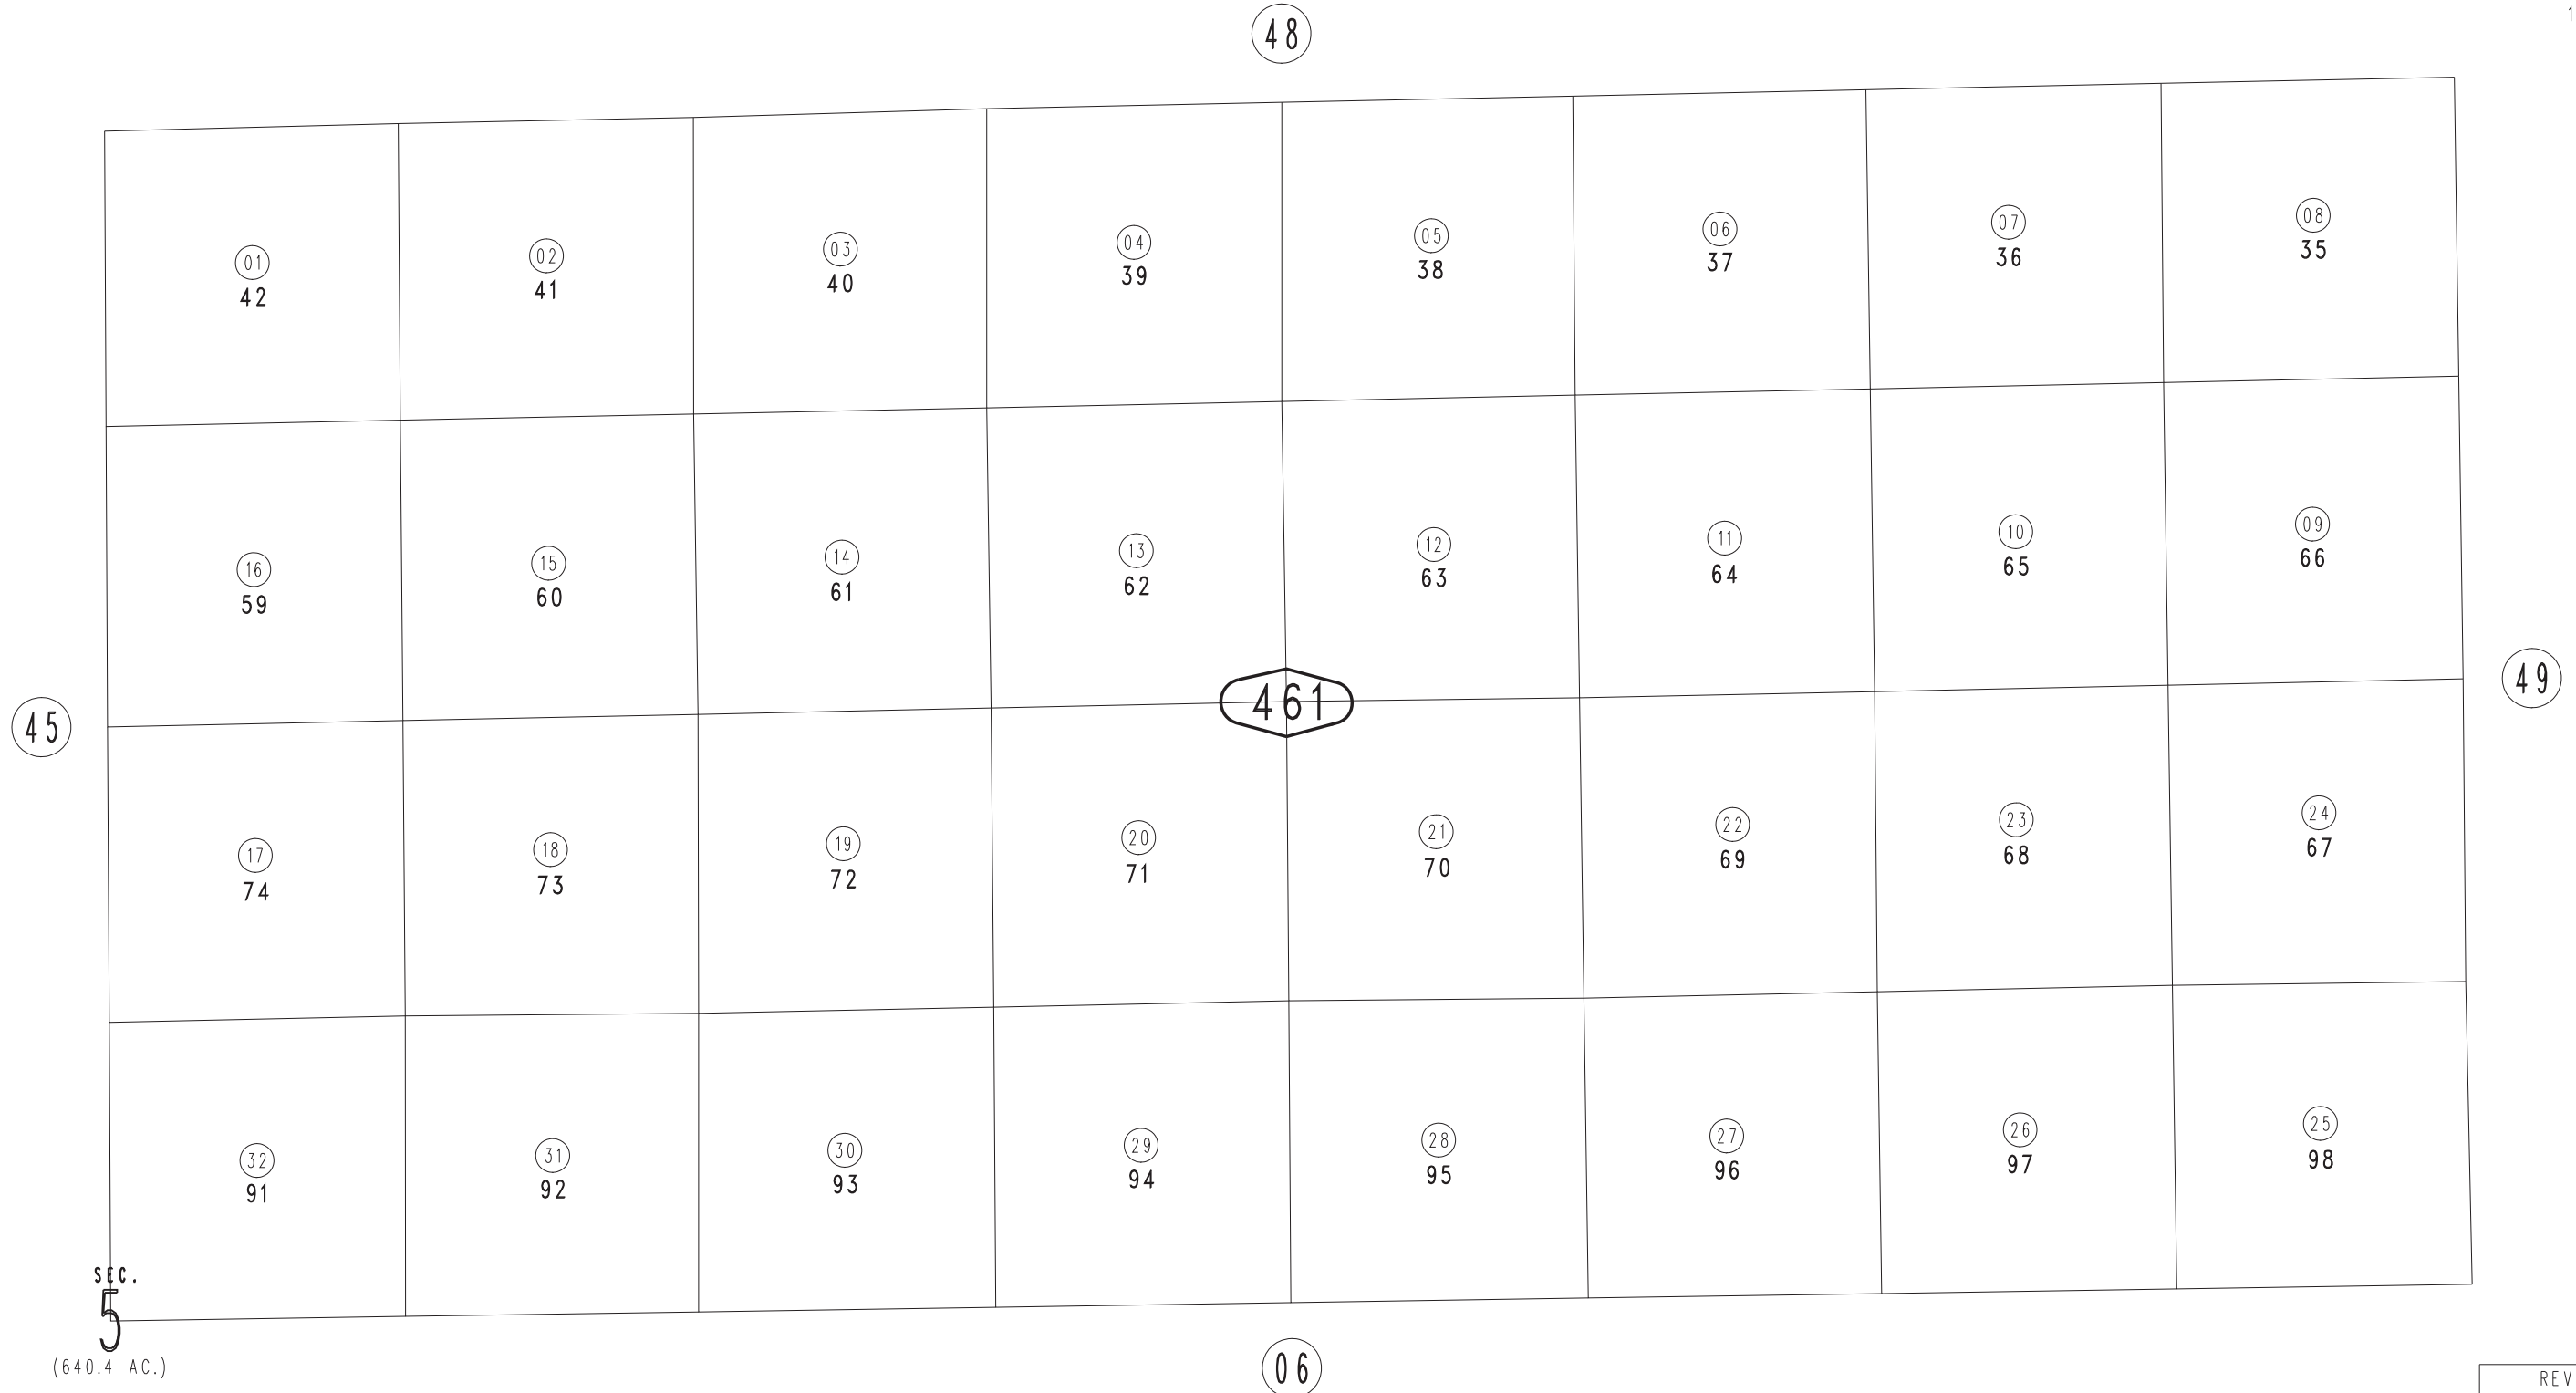 48
1
01 02 03 04 05 06 07 08
42 41 40 39 38 37 36 35
16 15 14 13 12 11 10 09
59 60 61 62 63 64 65 66
45 461 49
17 18 19 20 21 22 23 24
74 73 72 71 70 69 68 67
32 31 30 29 28 27 26 25
91 92 93 94 95 96 97 98
SEC.
5
(640.4 AC.)
06
REV